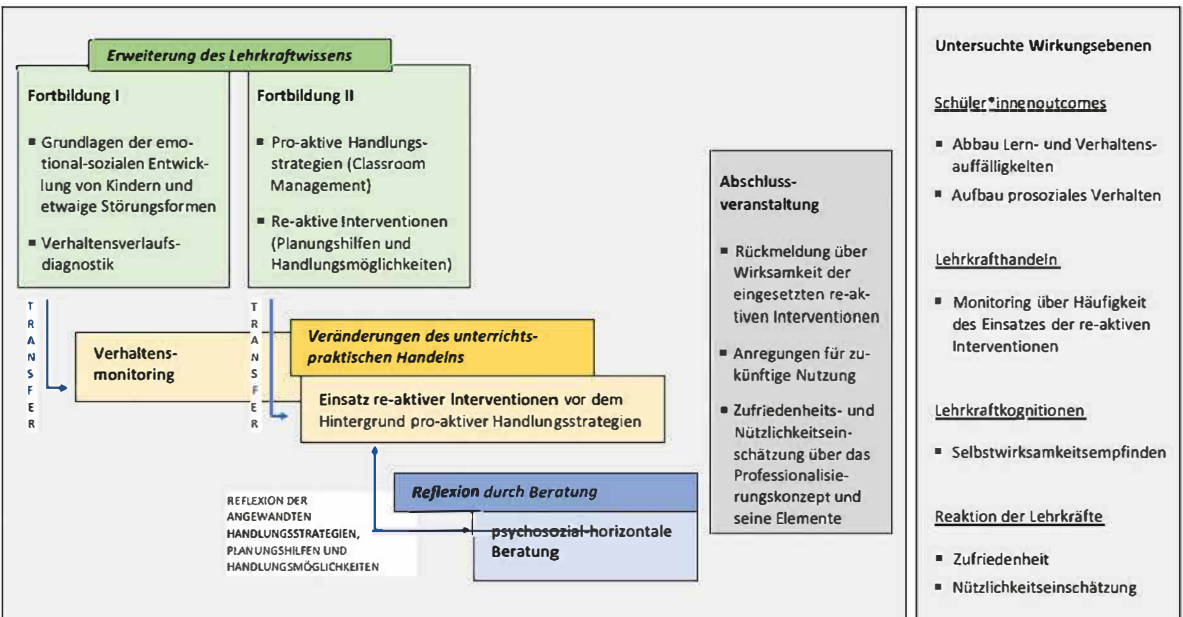 Erweiterung des Lehrkraftwissens
Fortbildung I
▪ Grundlagen der emo-
tional-sozialen Entwick-
lung von Kindern und
etwaige Störungsformen
▪ Verhaltensverlaufs-
diagnostik
Fortbildung II
▪ Pro-aktive Handlungs-
strategien (Classroom
Management)
▪ Re-aktive Interventionen
(Planungshilfen und
Handlungsmöglichkeiten)
TRANSFER
TRANSFER
Verhaltens-
monitoring
Veränderungen des unterrichts-
praktischen Handelns
Einsatz re-aktiver Interventionen vor dem
Hintergrund pro-aktiver Handlungsstrategien
REFLEXION DER
ANGEWANDTEN
HANDLUNGSSTRATEGIEN,
PLANUNGSHILFEN UND
HANDLUNGSMÖGLICHKEITEN
Reflexion durch Beratung
psychosozial-horizontale
Beratung
Abschluss-
veranstaltung
▪ Rückmeldung über
Wirksamkeit der
eingesetzten re-ak-
tiven Interventionen
▪ Anregungen für zu-
künftige Nutzung
▪ Zufriedenheits- und
Nützlichkeitsein-
schätzung über das
Professionalisie-
rungskonzept und
seine Elemente
Untersuchte Wirkungsebenen
Schüler*innenoutcomes
▪ Abbau Lern- und Verhaltens-
auffälligkeiten
▪ Aufbau prosoziales Verhalten
Lehrkrafthandeln
▪ Monitoring über Häufigkeit
des Einsatzes der re-aktiven
Interventionen
Lehrkraftkognitionen
▪ Selbstwirksamkeitsempfinden
Reaktion der Lehrkräfte
▪ Zufriedenheit
▪ Nützlichkeitseinschätzung